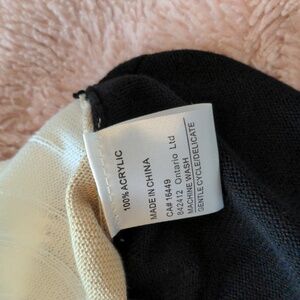 100% ACRYLIC
MADE IN CHINA
CA# 16449
842412 Ontario Ltd
MACHINE WASH
GENTLE CYCLE/DELICATE